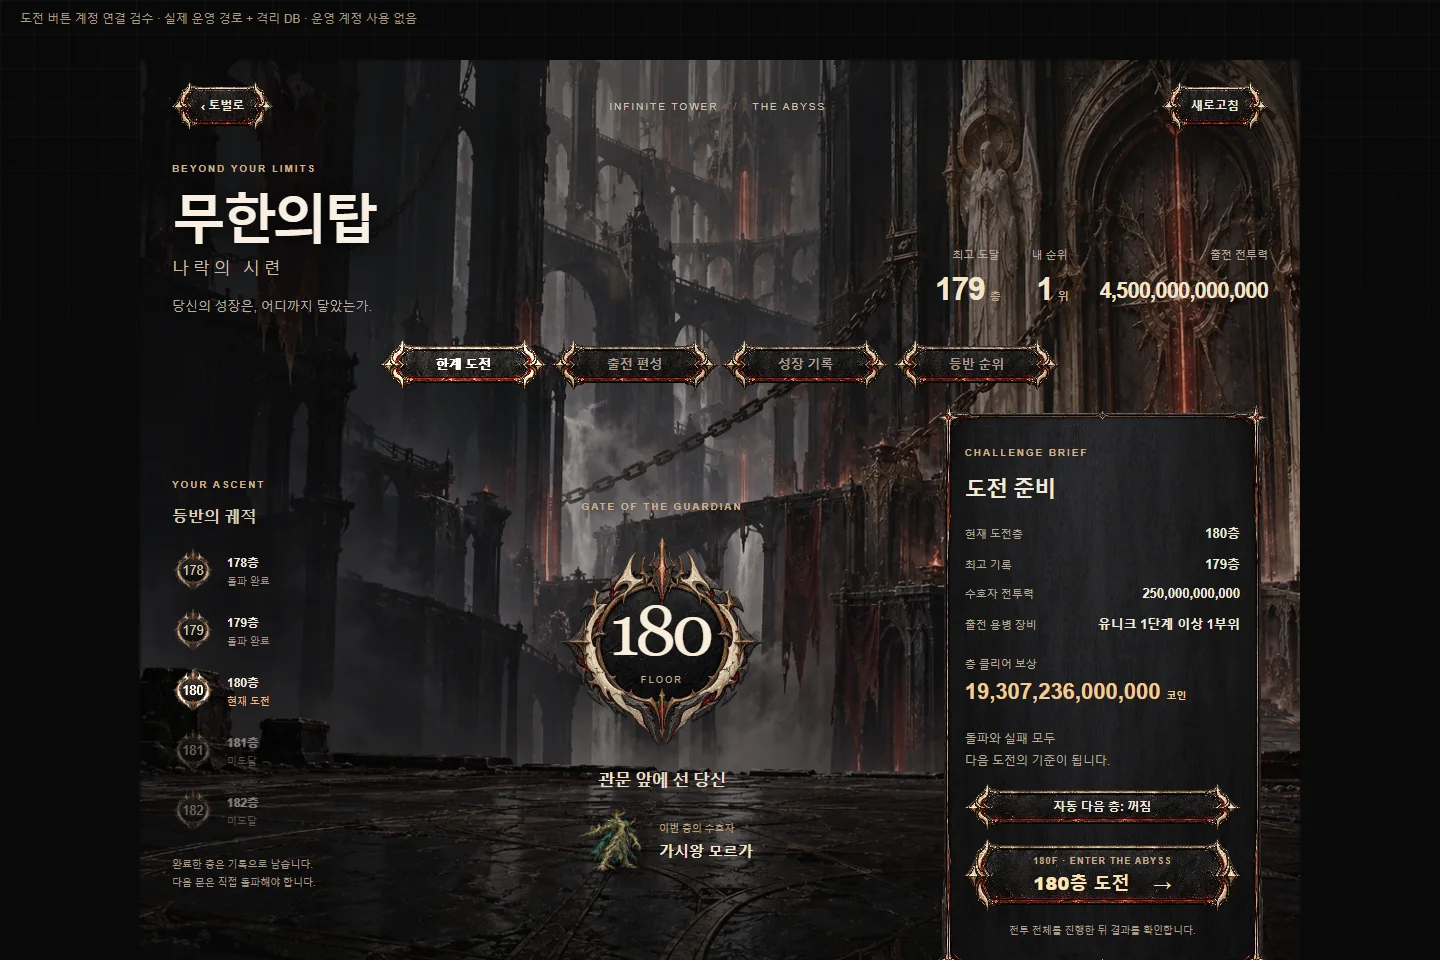 도전 버튼 계정 연결 검수 · 실제 운영 경로 + 격리 DB · 운영 계정 사용 없음
‹ 토벌로
INFINITE TOWER / THE ABYSS
새로고침
BEYOND YOUR LIMITS
무한의탑
나락의 시련
당신의 성장은, 어디까지 닿았는가.
최고 도달
179 층
내 순위
1 위
출전 전투력
4,500,000,000,000
한계 도전
출전 편성
성장 기록
등반 순위
YOUR ASCENT
등반의 궤적
178
178층
돌파 완료
179
179층
돌파 완료
180
180층
현재 도전
181
181층
미도달
182
182층
미도달
완료한 층은 기록으로 남습니다.
다음 문은 직접 돌파해야 합니다.
GATE OF THE GUARDIAN
180
FLOOR
관문 앞에 선 당신
이번 층의 수호자
가시왕 모르가
CHALLENGE BRIEF
도전 준비
현재 도전층 180층
최고 기록 179층
수호자 전투력 250,000,000,000
출전 용병 장비 유니크 1단계 이상 1부위
층 클리어 보상
19,307,236,000,000 코인
돌파와 실패 모두
다음 도전의 기준이 됩니다.
자동 다음 층: 꺼짐
180F · ENTER THE ABYSS
180층 도전 →
전투 전체를 진행한 뒤 결과를 확인합니다.